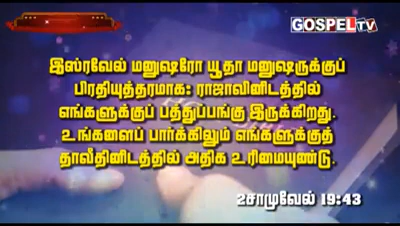 GOSPEL TV
இஸ்ரவேல் மனுஷரோ யூதா மனுஷருக்குப்
பிரதியுத்தரமாக: ராஜாவினிடத்தில்
எங்களுக்குப் பத்துப்பங்கு இருக்கிறது.
உங்களைப் பார்க்கிலும் எங்களுக்குத்
தாவீதினிடத்தில் அதிக உரிமையுண்டு.
2சாமுவேல் 19:43